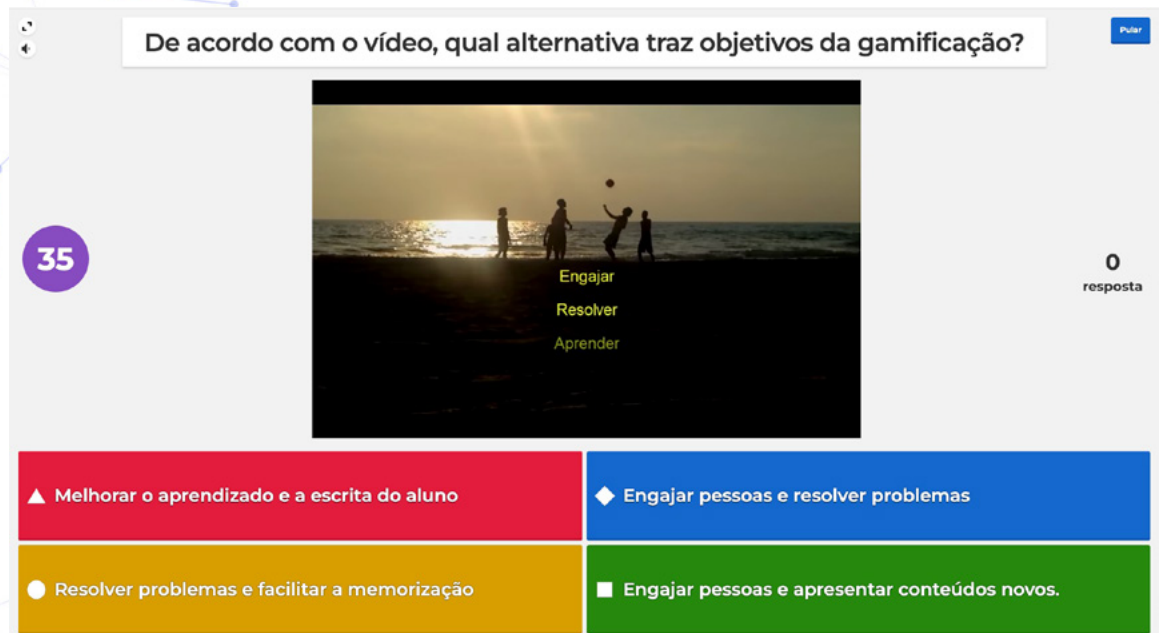 De acordo com o vídeo, qual alternativa traz objetivos da gamificação?
Pular
35
Engajar
Resolver
Aprender
0
resposta
Melhorar o aprendizado e a escrita do aluno
Engajar pessoas e resolver problemas
Resolver problemas e facilitar a memorização
Engajar pessoas e apresentar conteúdos novos.